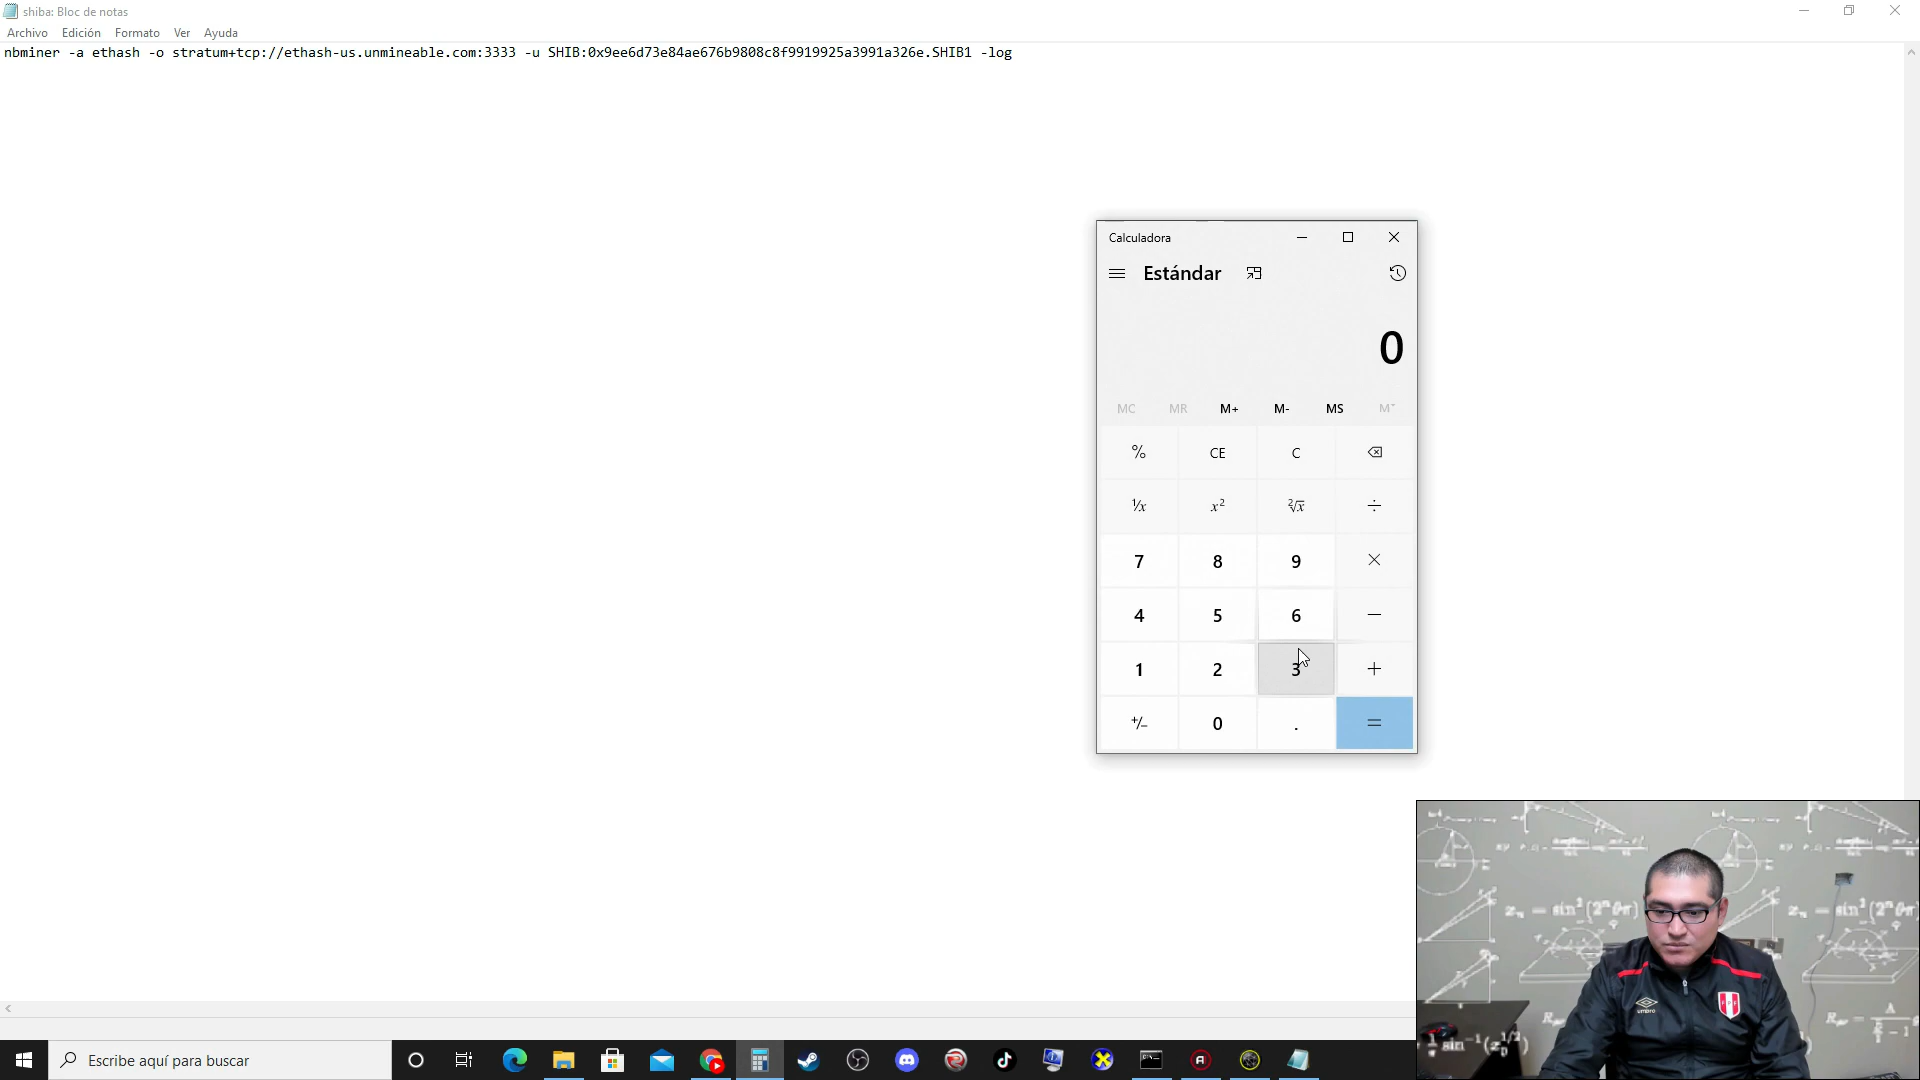 shiba: Bloc de notas
Archivo Edición Formato Ver Ayuda
nbminer -a ethash -o stratum+tcp://ethash-us.unmineable.com:3333 -u SHIB:0x9ee6d73e84ae676b9808c8f9919925a3991a326e.SHIB1 -log
Calculadora
Estándar
0
MC MR M+ M- MS M˅
% CE C
¹/x x² ²√x ÷
7 8 9 ×
4 5 6 −
1 2 3 +
+/− 0 . =
Escribe aquí para buscar